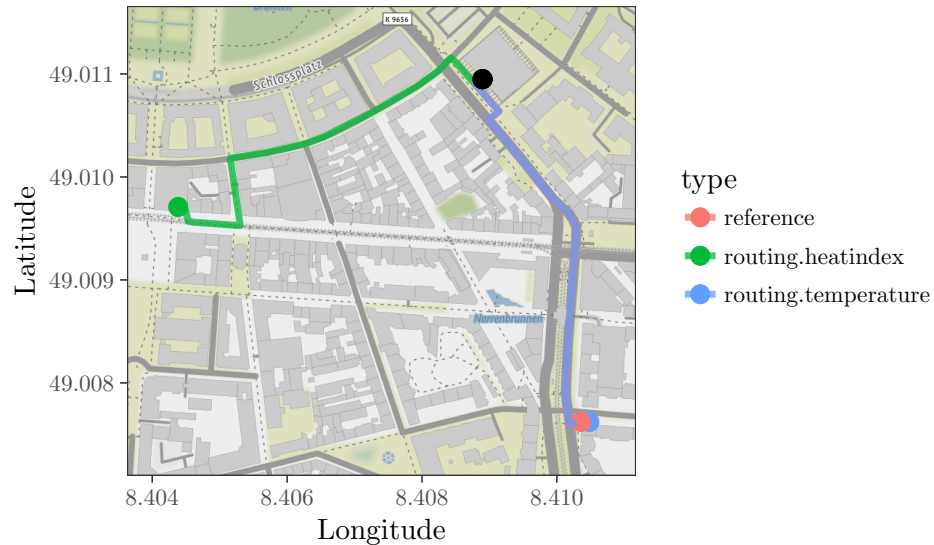 K 9656
Schlossplatz
Narrenbrunnen
49.011
49.010
49.009
49.008
Latitude
8.404
8.406
8.408
8.410
Longitude
type
reference
routing.heatindex
routing.temperature